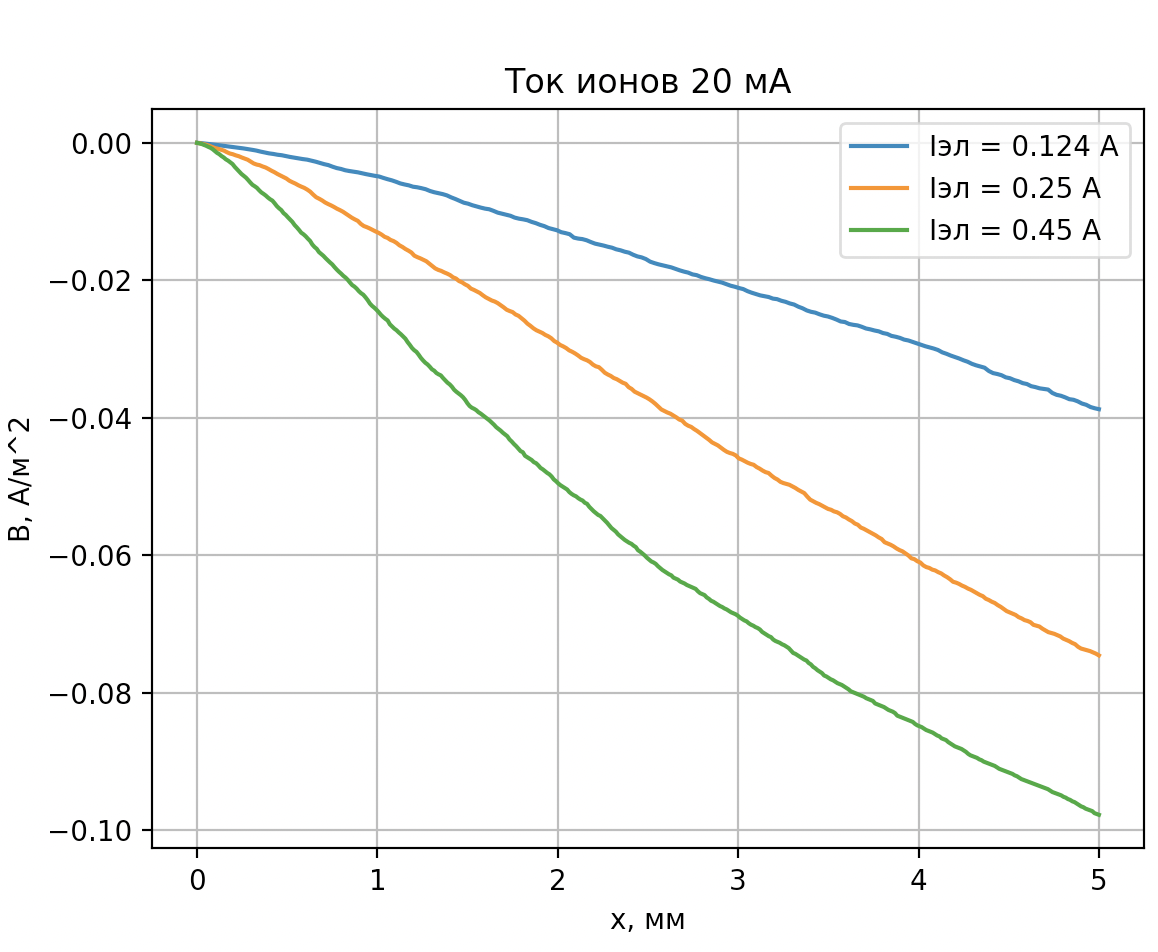 Ток ионов 20 мА
Iэл = 0.124 А
Iэл = 0.25 А
Iэл = 0.45 А
B, А/м^2
0.00
−0.02
−0.04
−0.06
−0.08
−0.10
0 1 2 3 4 5
x, мм